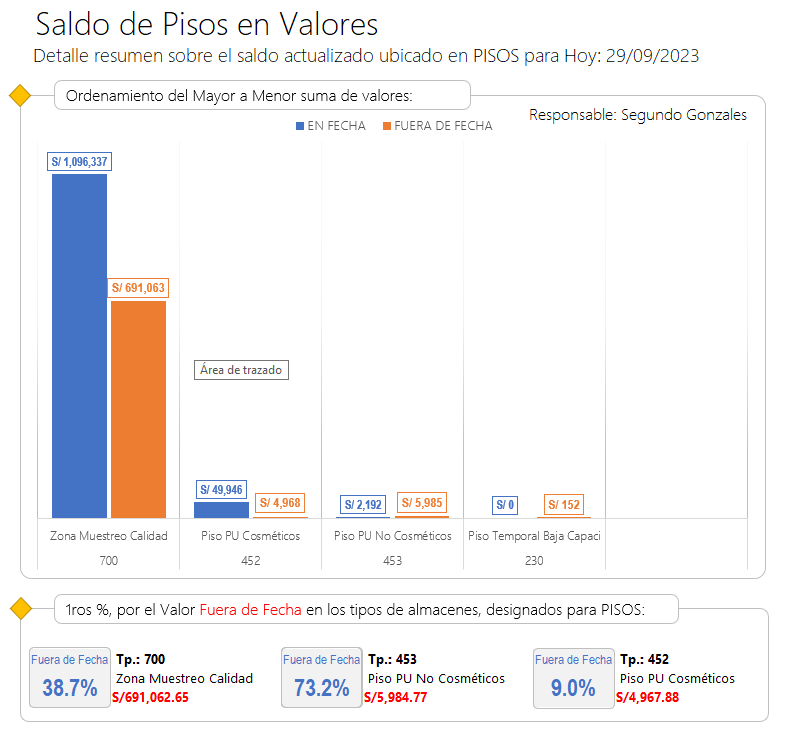 Saldo de Pisos en Valores
Detalle resumen sobre el saldo actualizado ubicado en PISOS para Hoy: 29/09/2023
Ordenamiento del Mayor a Menor suma de valores:
Responsable: Segundo Gonzales
EN FECHA FUERA DE FECHA
S/ 1,096,337
S/ 691,063
Área de trazado
S/ 49,946
S/ 4,968
S/ 2,192
S/ 5,985
S/ 0
S/ 152
Zona Muestreo Calidad Piso PU Cosméticos Piso PU No Cosméticos Piso Temporal Baja Capaci
700 452 453 230
1ros %, por el Valor Fuera de Fecha en los tipos de almacenes, designados para PISOS:
Fuera de Fecha
38.7%
Tp.: 700
Zona Muestreo Calidad
S/691,062.65
Fuera de Fecha
73.2%
Tp.: 453
Piso PU No Cosméticos
S/5,984.77
Fuera de Fecha
9.0%
Tp.: 452
Piso PU Cosméticos
S/4,967.88